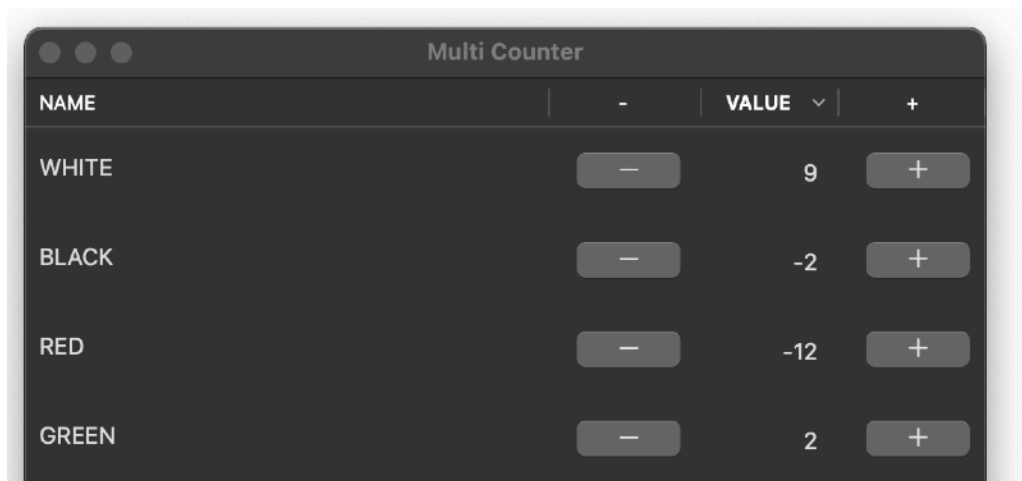 Multi Counter
NAME - VALUE +
WHITE — 9 +
BLACK — -2 +
RED — -12 +
GREEN — 2 +